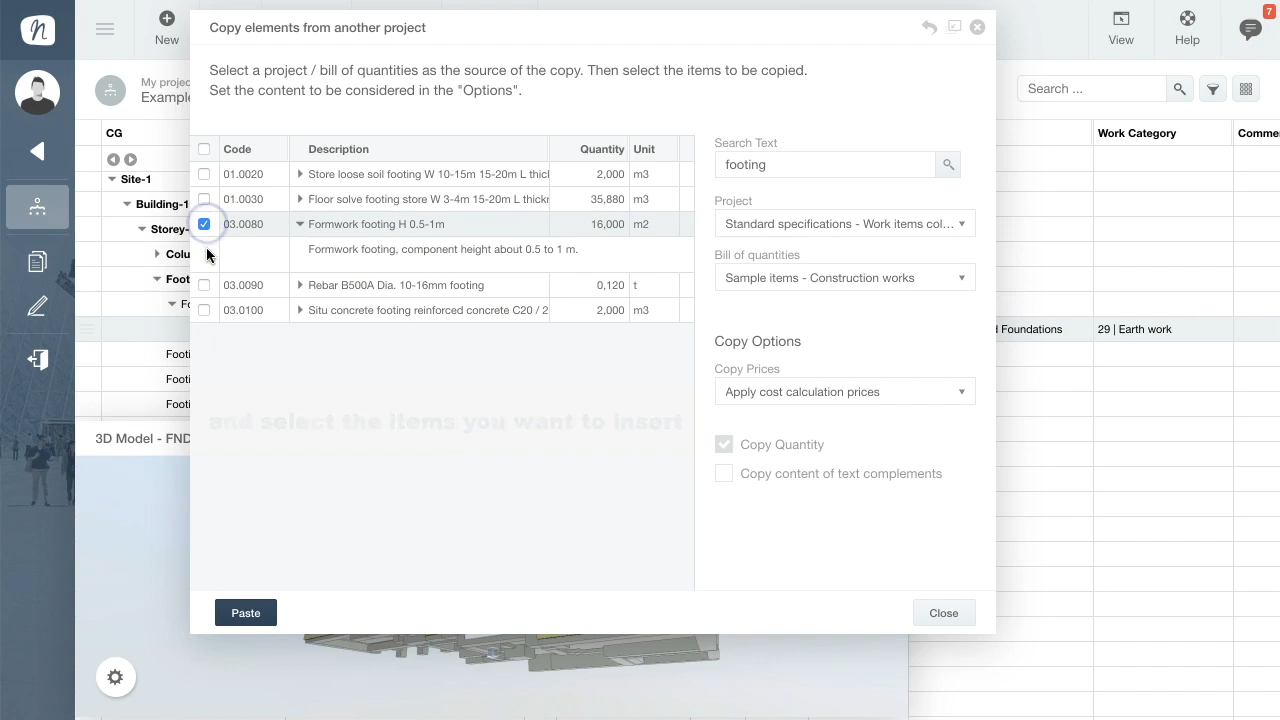 n
New
View
Help
7
Copy elements from another project
My projec
Example
Search ...
Select a project / bill of quantities as the source of the copy. Then select the items to be copied.
Set the content to be considered in the "Options".
CG
Work Category
Comme
Site-1
Building-1
Storey-
Colu
Foot
Fo
Footi
Footi
Footi
d Foundations
29 | Earth work
3D Model - FND
Code
Description
Quantity
Unit
01.0020
Store loose soil footing W 10-15m 15-20m L thicl
2,000
m3
01.0030
Floor solve footing store W 3-4m 15-20m L thickr
35,880
m3
03.0080
Formwork footing H 0.5-1m
16,000
m2
Formwork footing, component height about 0.5 to 1 m.
03.0090
Rebar B500A Dia. 10-16mm footing
0,120
t
03.0100
Situ concrete footing reinforced concrete C20 / 2
2,000
m3
and select the items you want to insert
Search Text
footing
Project
Standard specifications - Work items col...
Bill of quantities
Sample items - Construction works
Copy Options
Copy Prices
Apply cost calculation prices
Copy Quantity
Copy content of text complements
Paste
Close